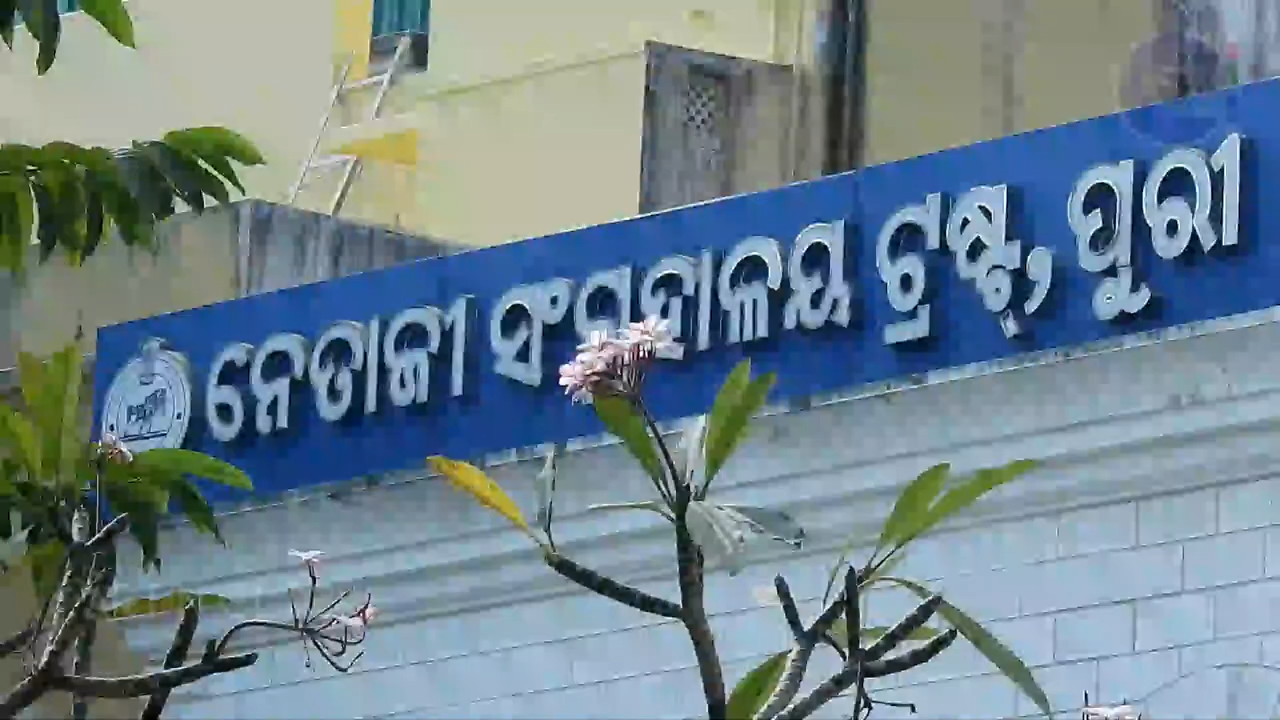 ନେତାଜୀ ସଂଗ୍ରହାଳୟ ଟ୍ରଷ୍ଟ, ପୁରୀ